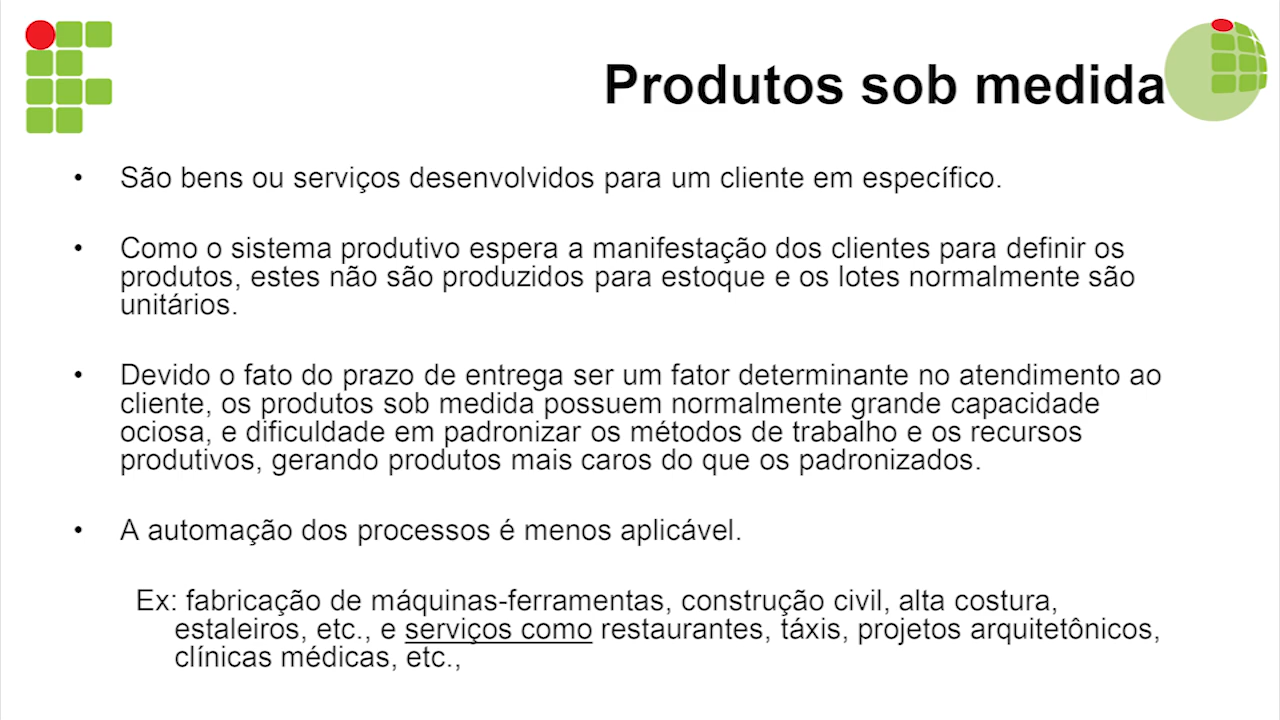 Produtos sob medida
• São bens ou serviços desenvolvidos para um cliente em específico.
• Como o sistema produtivo espera a manifestação dos clientes para definir os
produtos, estes não são produzidos para estoque e os lotes normalmente são
unitários.
• Devido o fato do prazo de entrega ser um fator determinante no atendimento ao
cliente, os produtos sob medida possuem normalmente grande capacidade
ociosa, e dificuldade em padronizar os métodos de trabalho e os recursos
produtivos, gerando produtos mais caros do que os padronizados.
• A automação dos processos é menos aplicável.
Ex: fabricação de máquinas-ferramentas, construção civil, alta costura,
estaleiros, etc., e serviços como restaurantes, táxis, projetos arquitetônicos,
clínicas médicas, etc.,